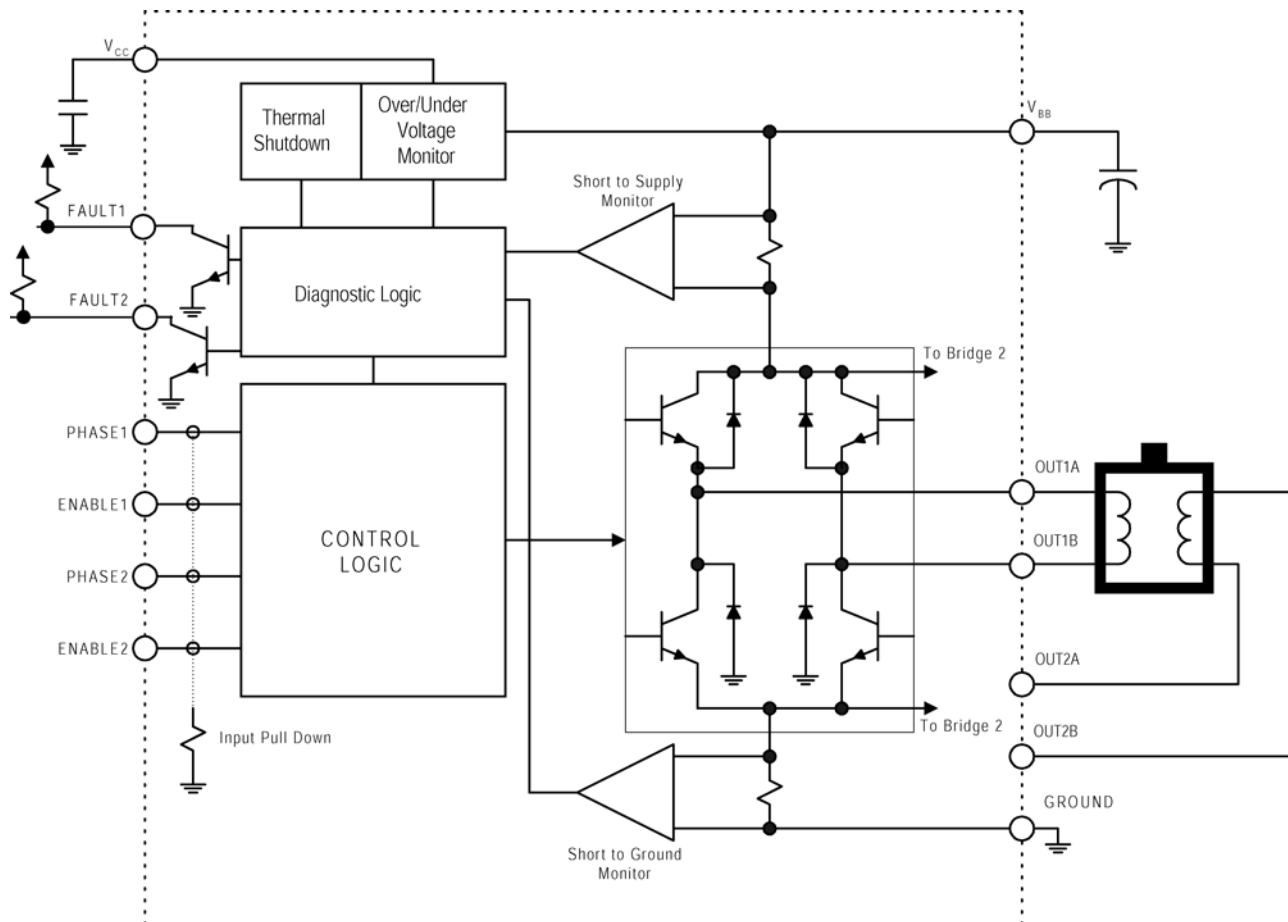 V CC
Thermal
Shutdown
Over/Under
Voltage
Monitor
V BB
Short to Supply
Monitor
FAULT1
FAULT2
Diagnostic Logic
To Bridge 2
PHASE1
ENABLE1
PHASE2
ENABLE2
CONTROL
LOGIC
OUT1A
OUT1B
OUT2A
OUT2B
To Bridge 2
Input Pull Down
GROUND
Short to Ground
Monitor